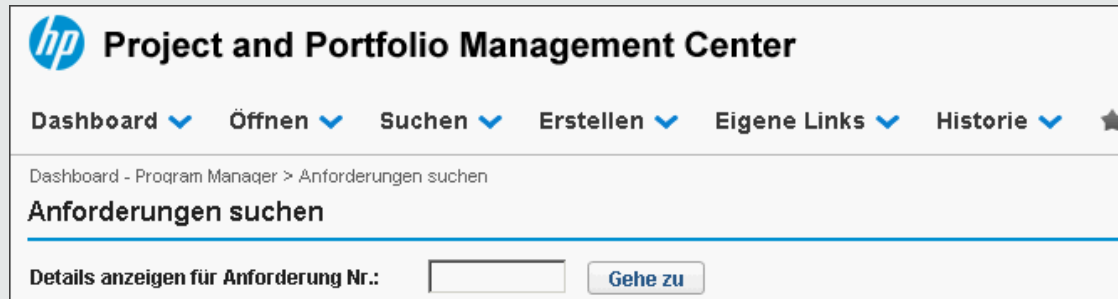 hp Project and Portfolio Management Center
Dashboard Öffnen Suchen Erstellen Eigene Links Historie
Dashboard - Program Manager > Anforderungen suchen
Anforderungen suchen
Details anzeigen für Anforderung Nr.: Gehe zu